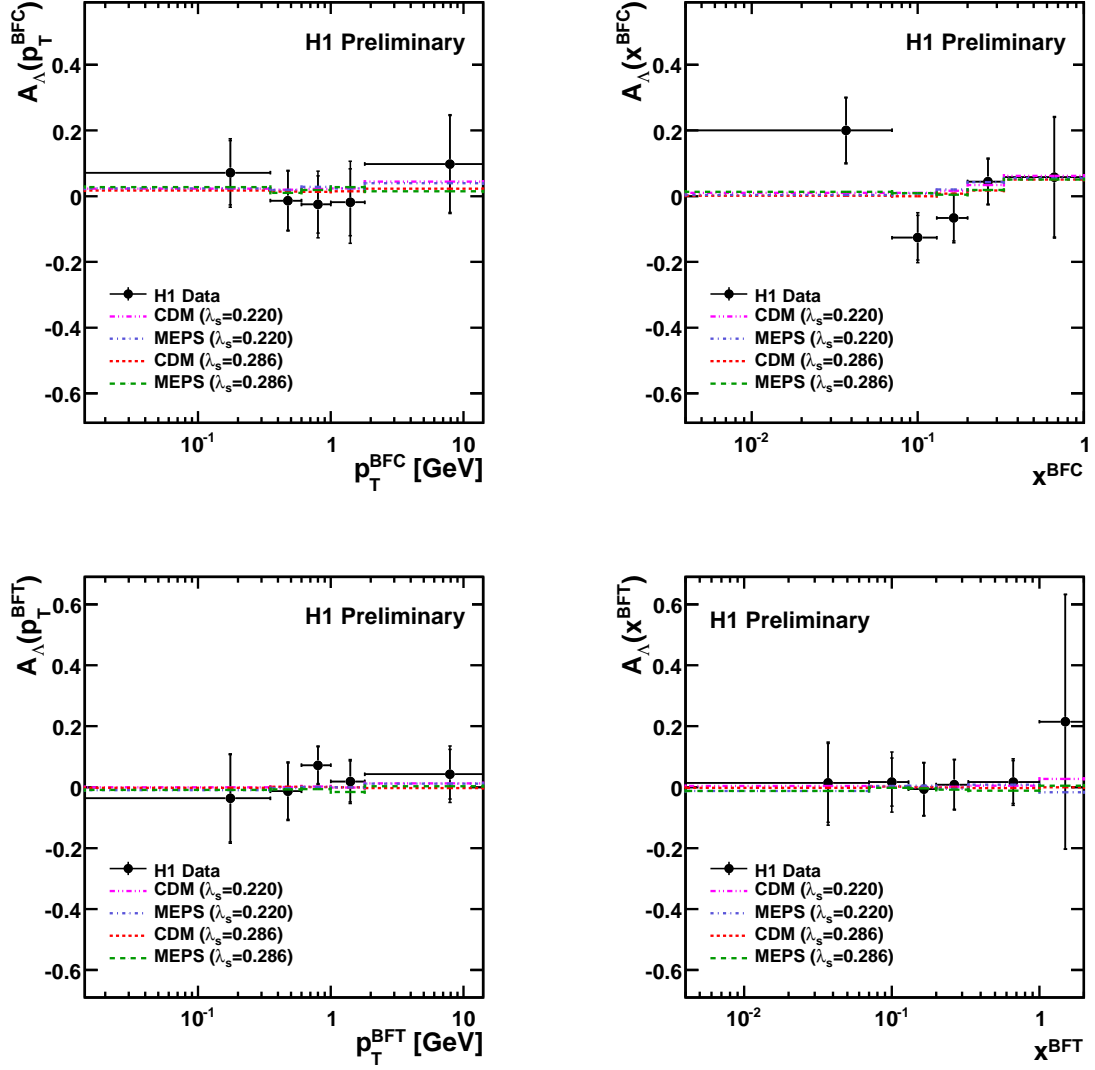 A_Λ(p_T^BFC)
H1 Preliminary
0.4
0.2
0
-0.2
-0.4
-0.6
H1 Data
CDM (λ_s=0.220)
MEPS (λ_s=0.220)
CDM (λ_s=0.286)
MEPS (λ_s=0.286)
10^-1 1 10
p_T^BFC [GeV]
A_Λ(x^BFC)
H1 Preliminary
0.4
0.2
0
-0.2
-0.4
-0.6
H1 Data
CDM (λ_s=0.220)
MEPS (λ_s=0.220)
CDM (λ_s=0.286)
MEPS (λ_s=0.286)
10^-2 10^-1 1
x^BFC
A_Λ(p_T^BFT)
H1 Preliminary
0.6
0.4
0.2
0
-0.2
-0.4
-0.6
H1 Data
CDM (λ_s=0.220)
MEPS (λ_s=0.220)
CDM (λ_s=0.286)
MEPS (λ_s=0.286)
10^-1 1 10
p_T^BFT [GeV]
A_Λ(x^BFT)
H1 Preliminary
0.6
0.4
0.2
0
-0.2
-0.4
-0.6
H1 Data
CDM (λ_s=0.220)
MEPS (λ_s=0.220)
CDM (λ_s=0.286)
MEPS (λ_s=0.286)
10^-2 10^-1 1
x^BFT